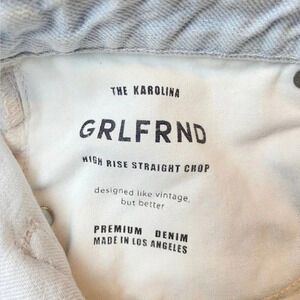 THE KAROLINA
GRLFRND
HIGH RISE STRAIGHT CROP
designed like vintage,
but better
PREMIUM DENIM
MADE IN LOS ANGELES